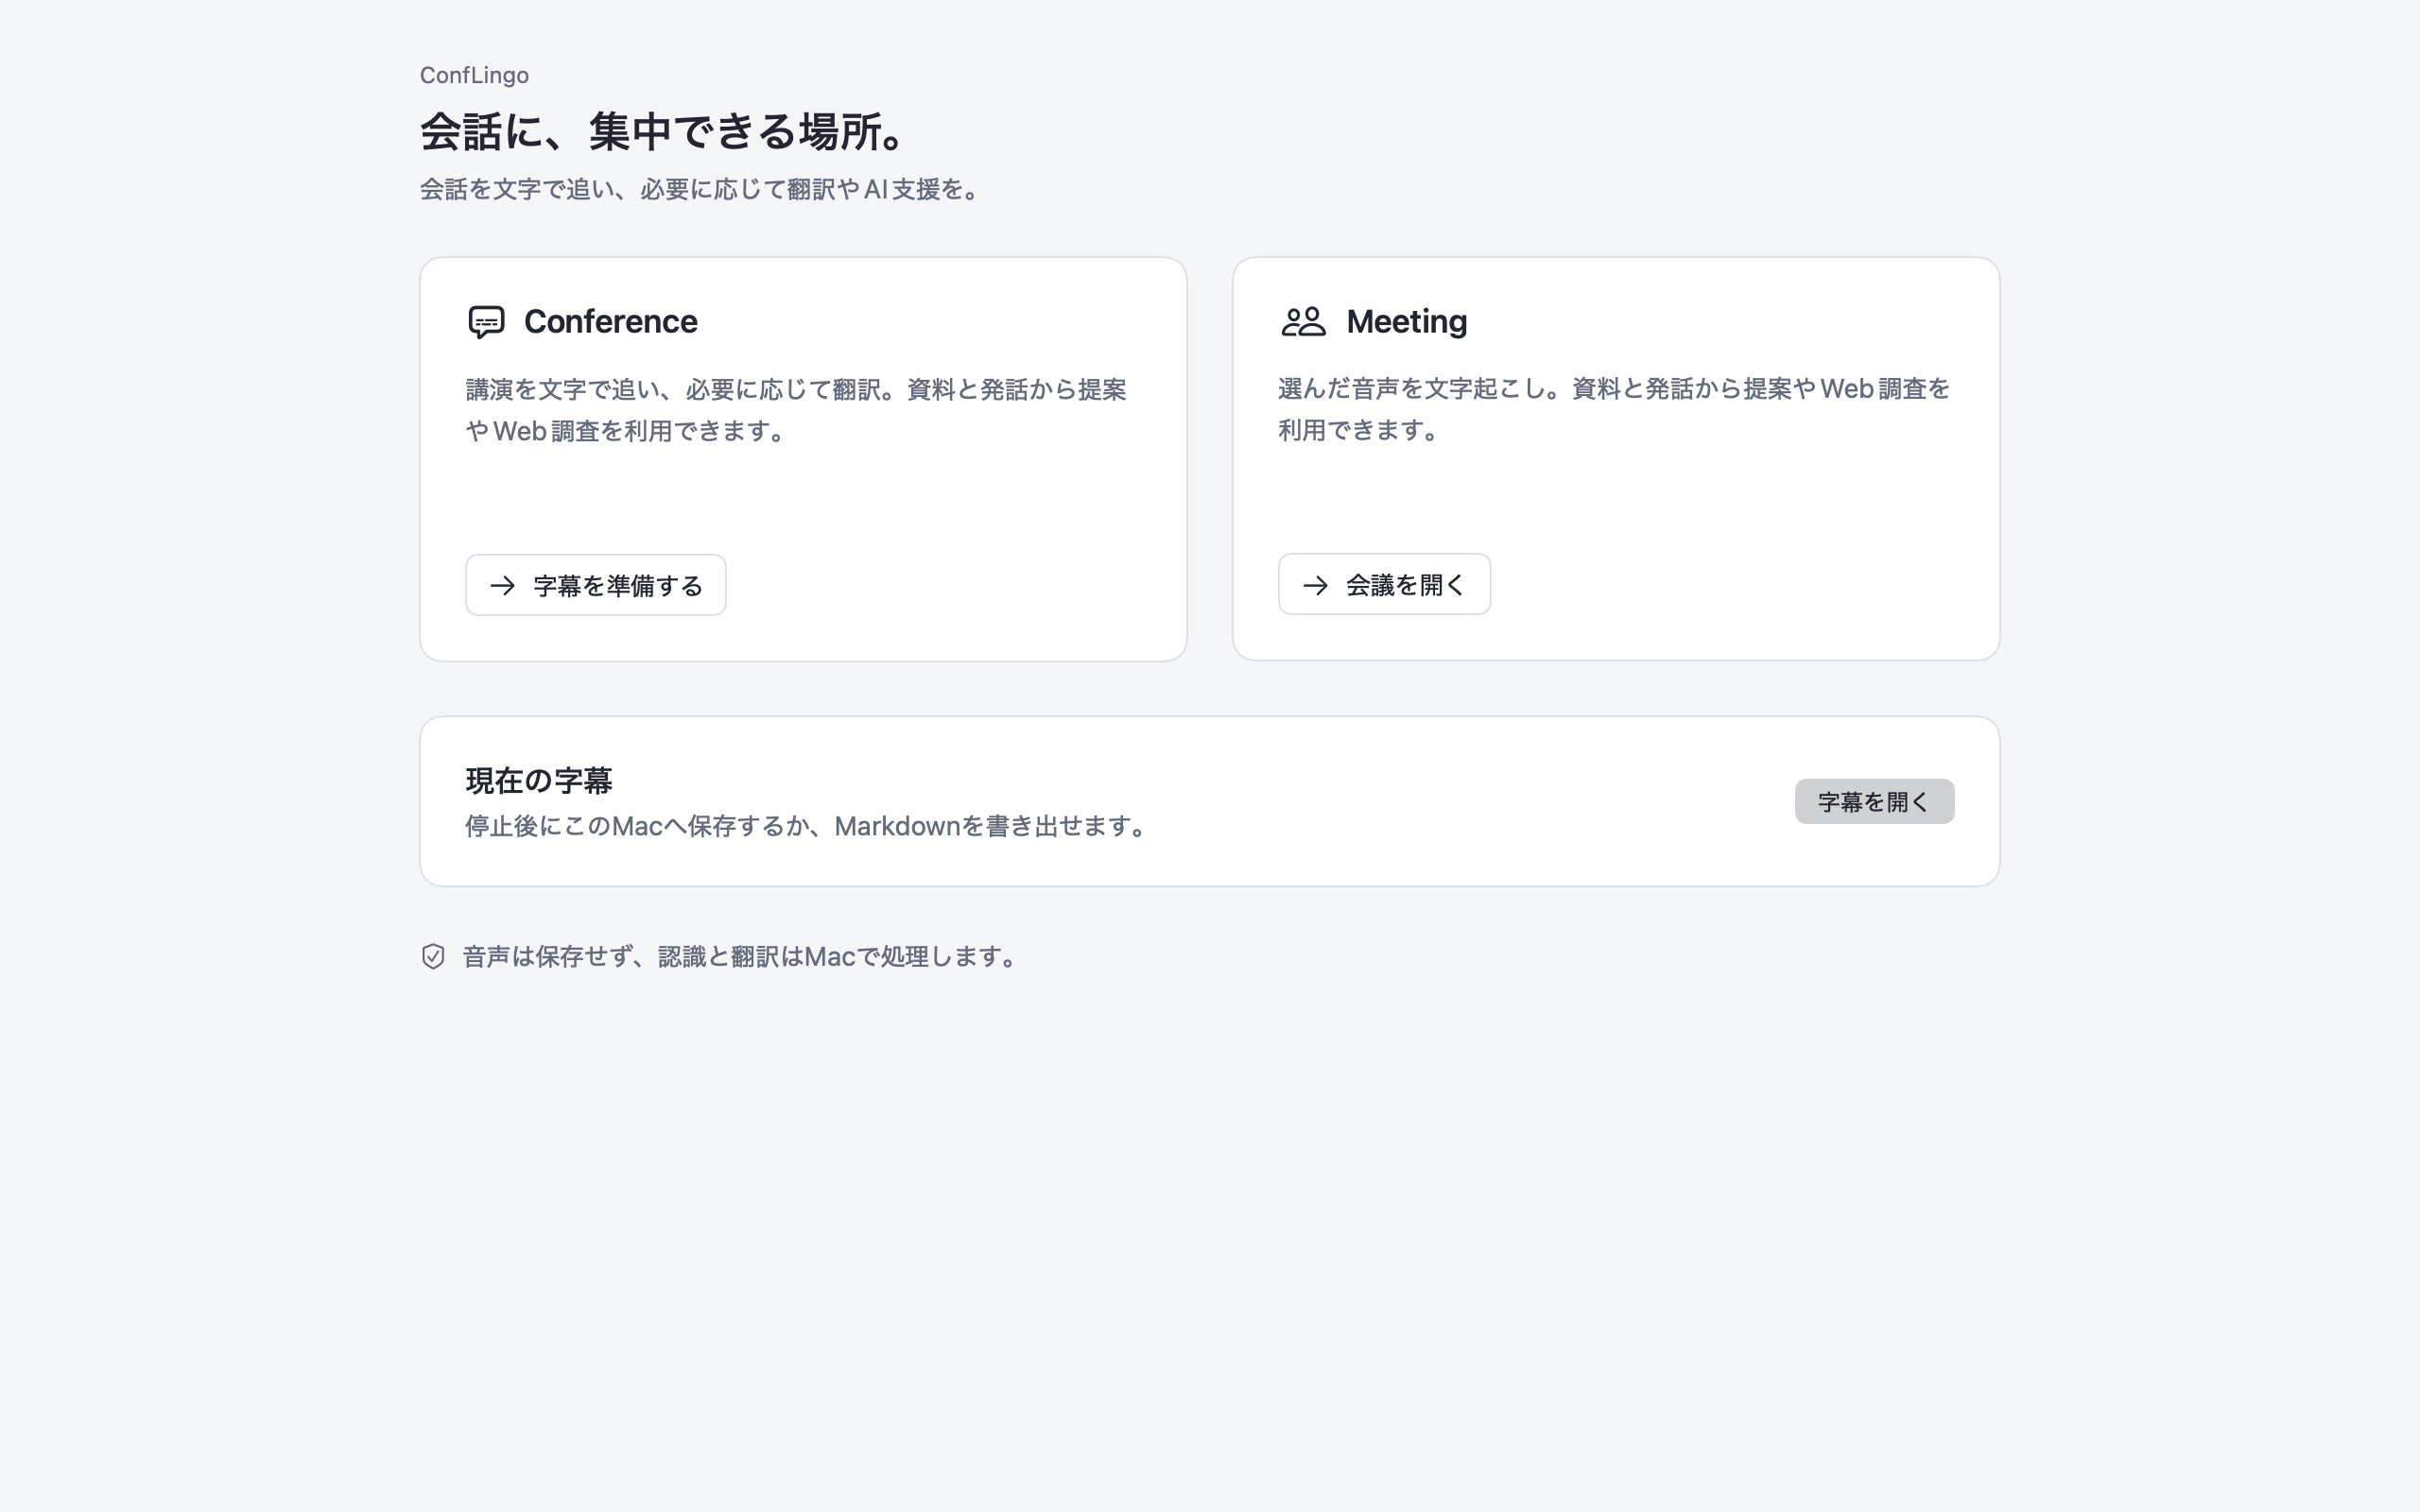 ConfLingo
会話に、集中できる場所。
会話を文字で追い、必要に応じて翻訳やAI支援を。
Conference
講演を文字で追い、必要に応じて翻訳。資料と発話から提案
やWeb調査を利用できます。
字幕を準備する
Meeting
選んだ音声を文字起こし。資料と発話から提案やWeb調査を
利用できます。
会議を開く
現在の字幕
停止後にこのMacへ保存するか、Markdownを書き出せます。
字幕を開く
音声は保存せず、認識と翻訳はMacで処理します。